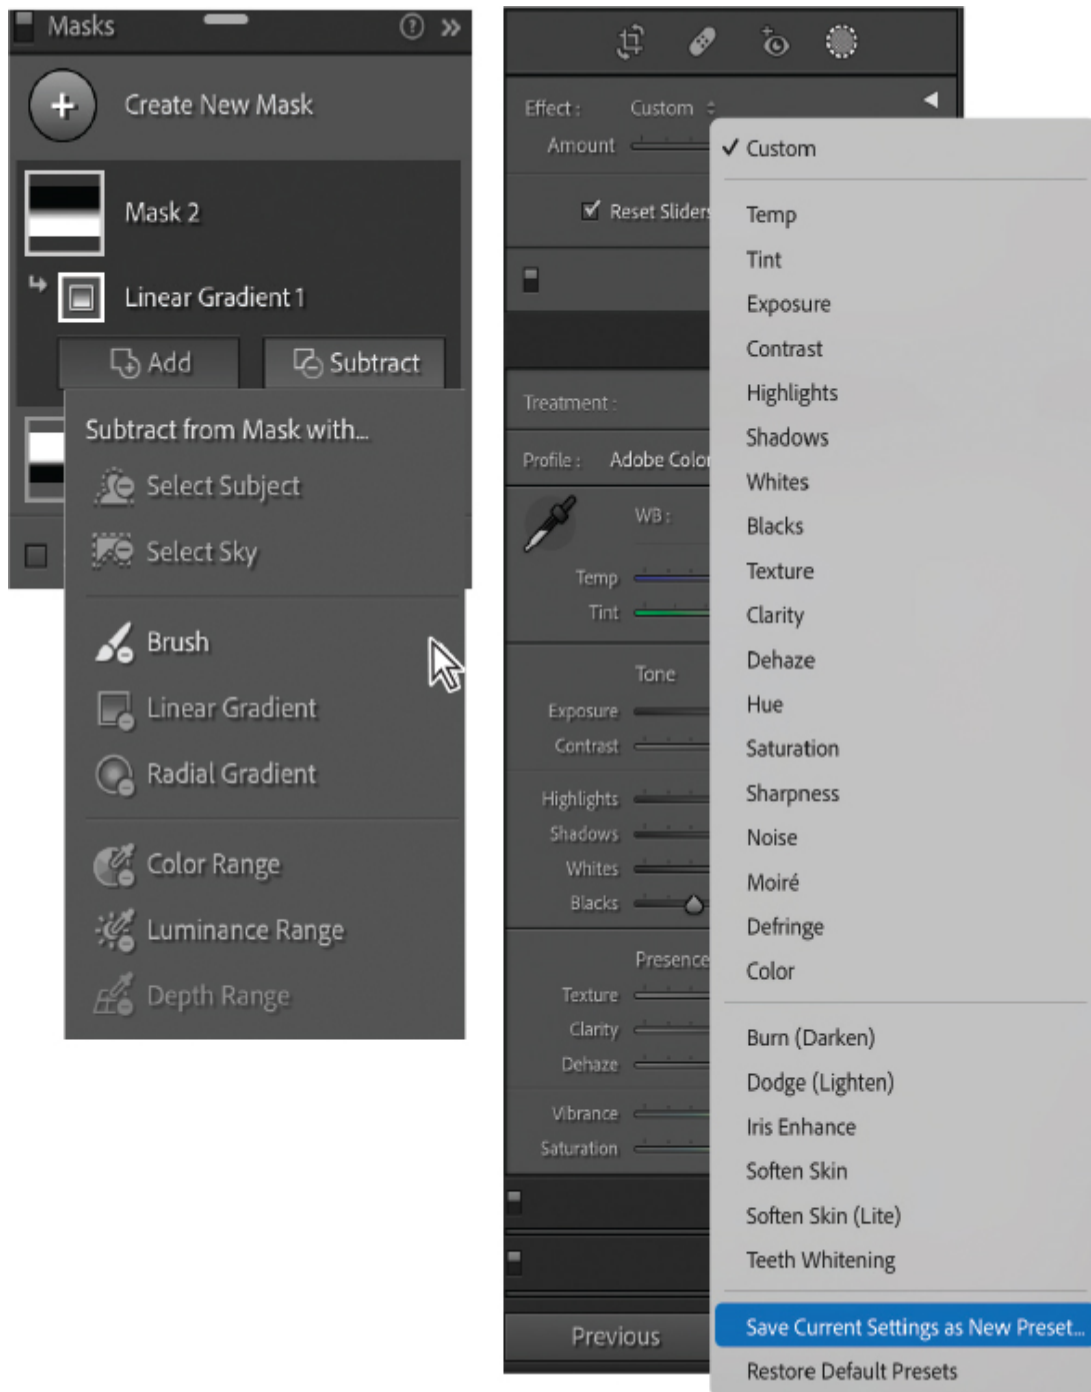 Masks
Create New Mask
Mask 2
Linear Gradient 1
Add
Subtract
Subtract from Mask with...
Select Subject
Select Sky
Brush
Linear Gradient
Radial Gradient
Color Range
Luminance Range
Depth Range
Effect : Custom
Amount
Reset Sliders
Treatment :
Profile : Adobe Color
WB :
Temp
Tint
Tone
Exposure
Contrast
Highlights
Shadows
Whites
Blacks
Presence
Texture
Clarity
Dehaze
Vibrance
Saturation
Previous
Custom
Temp
Tint
Exposure
Contrast
Highlights
Shadows
Whites
Blacks
Texture
Clarity
Dehaze
Hue
Saturation
Sharpness
Noise
Moiré
Defringe
Color
Burn (Darken)
Dodge (Lighten)
Iris Enhance
Soften Skin
Soften Skin (Lite)
Teeth Whitening
Save Current Settings as New Preset...
Restore Default Presets